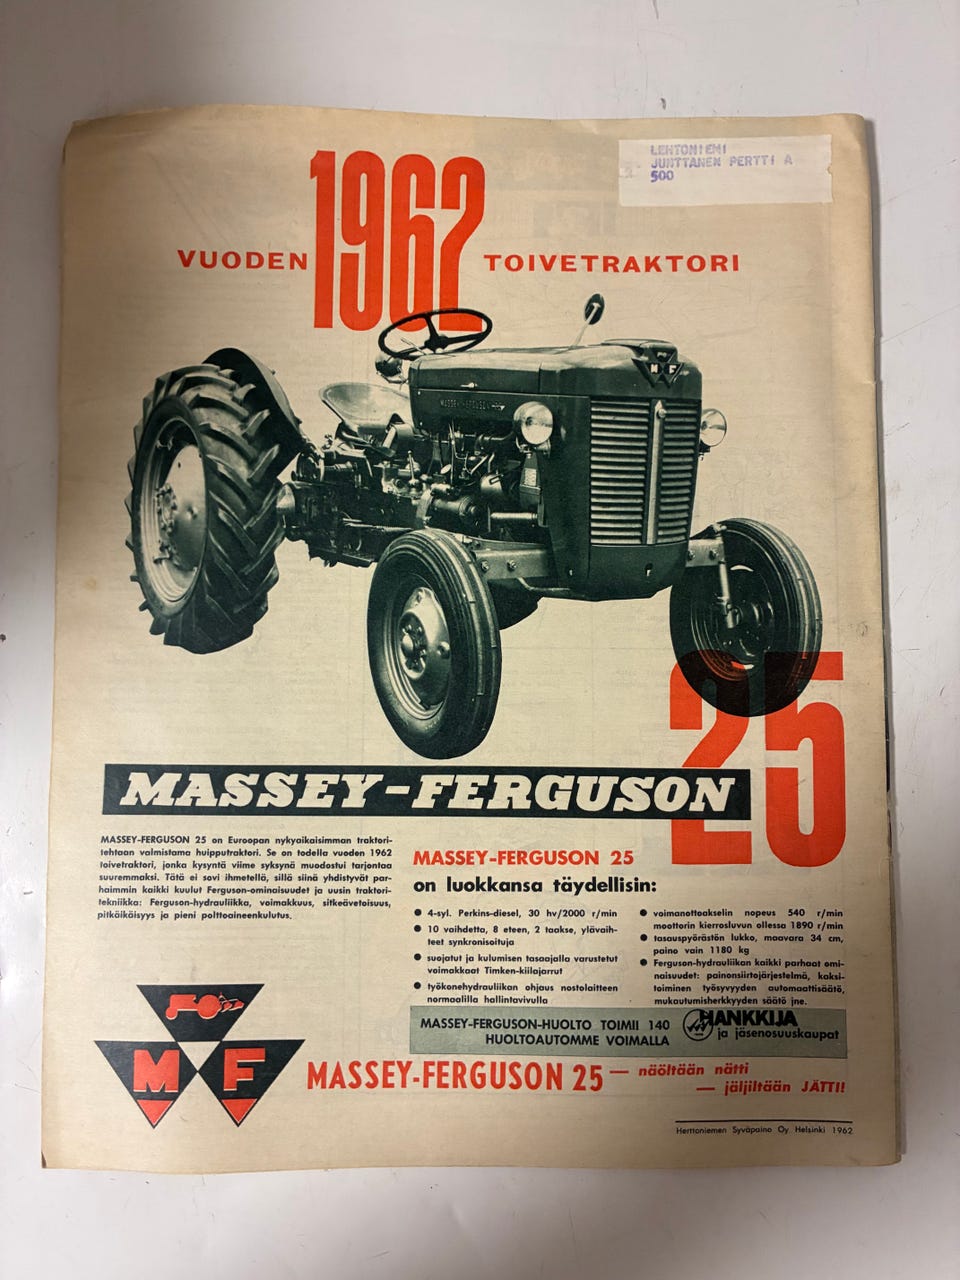 LEHTONIEMI
JUNTTANEN PERTTI A
500
VUODEN 1962 TOIVETRAKTORI
MF
MASSEY-FERGUSON
25
MASSEY-FERGUSON
MASSEY-FERGUSON 25 on Euroopan nykyaikaisimman traktori-
tehtaan valmistama huipputraktori. Se on todella vuoden 1962
toivetraktori, jonka kysyntä viime syksynä muodostui tarjontaa
suuremmaksi. Tätä ei sovi ihmetellä, sillä siinä yhdistyvät par-
haimmin kaikki kuulut Ferguson-ominaisuudet ja uusin traktori-
tekniikka: Ferguson-hydrauliikka, voimakkuus, sitkeävetoisuus,
pitkäikäisyys ja pieni polttoaineenkulutus.
MASSEY-FERGUSON 25
on luokkansa täydellisin:
● 4-syl. Perkins-diesel, 30 hv/2000 r/min
● 10 vaihdetta, 8 eteen, 2 taakse, ylävaih-
teet synkronisoituja
● suojatut ja kulumisen tasaajalla varustetut
voimakkaat Timken-kiilajarrut
● työkonehydrauliikan ohjaus nostolaitteen
normaalilla hallintavivulla
● voimanottoakselin nopeus 540 r/min
moottorin kierrosluvun ollessa 1890 r/min
● tasauspyörästön lukko, maavara 34 cm,
paino vain 1180 kg
● Ferguson-hydrauliikan kaikki parhaat omi-
naisuudet: painonsiirtojärjestelmä, kaksi-
toiminen työsyvyyden automaattisäätö,
mukautumisherkkyyden säätö jne.
MASSEY-FERGUSON-HUOLTO TOIMII 140
HUOLTOAUTOMME VOIMALLA
HANKKIJA
ja jäsenosuuskaupat
M F
MASSEY-FERGUSON 25 — näöltään nätti
— jäljiltään JÄTTI!
Herttoniemen Syväpaino Oy. Helsinki 1962